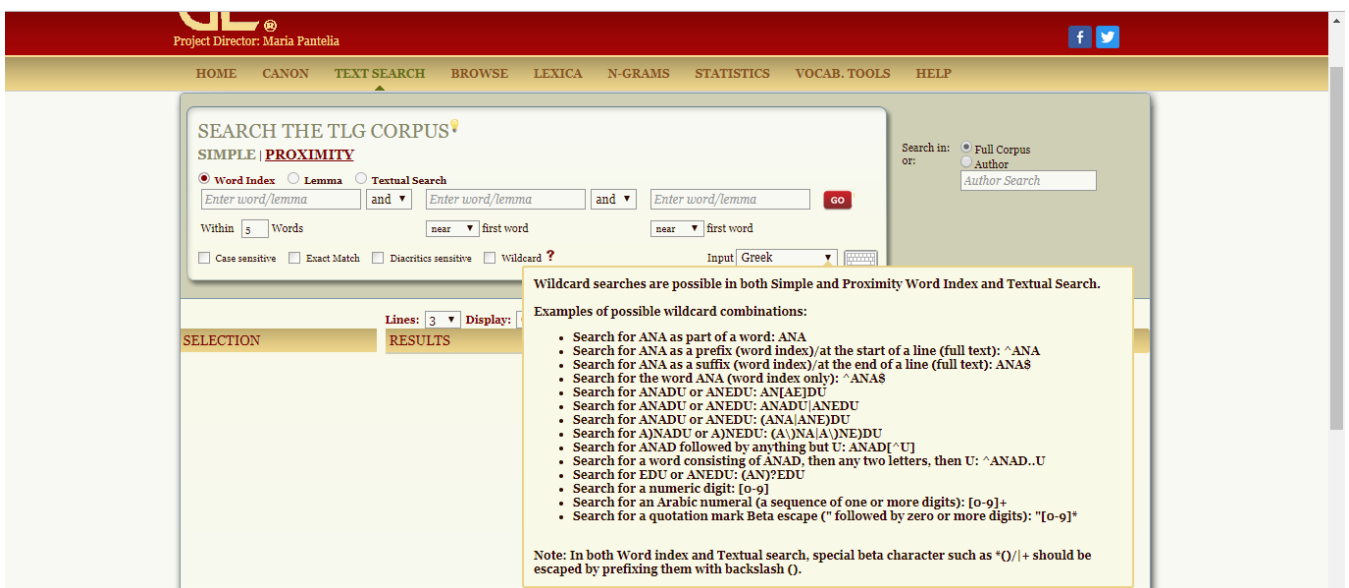 ®
Project Director: Maria Pantelia
f
HOME CANON TEXT SEARCH BROWSE LEXICA N-GRAMS STATISTICS VOCAB. TOOLS HELP
SEARCH THE TLG CORPUS
SIMPLE | PROXIMITY
Word Index Lemma Textual Search
Enter word/lemma and Enter word/lemma and Enter word/lemma GO
Within 5 Words near first word near first word
Case sensitive Exact Match Diacritics sensitive Wildcard ? Input Greek
Search in: Full Corpus
or: Author
Author Search
Lines: 3 Display:
SELECTION RESULTS
Wildcard searches are possible in both Simple and Proximity Word Index and Textual Search.
Examples of possible wildcard combinations:
• Search for ANA as part of a word: ANA
• Search for ANA as a prefix (word index)/at the start of a line (full text): ^ANA
• Search for ANA as a suffix (word index)/at the end of a line (full text): ANA$
• Search for the word ANA (word index only): ^ANA$
• Search for ANADU or ANEDU: AN[AE]DU
• Search for ANADU or ANEDU: ANADU|ANEDU
• Search for ANADU or ANEDU: (ANA|ANE)DU
• Search for A)NADU or A)NEDU: (A\)NA|A\)NE)DU
• Search for ANAD followed by anything but U: ANAD[^U]
• Search for a word consisting of ANAD, then any two letters, then U: ^ANAD..U
• Search for EDU or ANEDU: (AN)?EDU
• Search for a numeric digit: [0-9]
• Search for an Arabic numeral (a sequence of one or more digits): [0-9]+
• Search for a quotation mark Beta escape (" followed by zero or more digits): "[0-9]*
Note: In both Word index and Textual search, special beta character such as *()/|+ should be
escaped by prefixing them with backslash ().